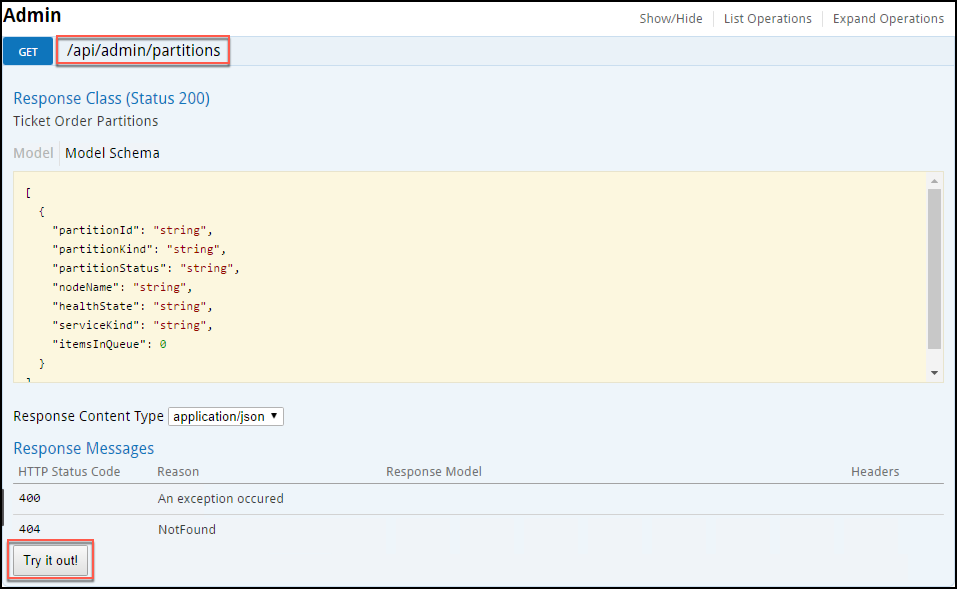 Admin
Show/Hide List Operations Expand Operations
GET /api/admin/partitions
Response Class (Status 200)
Ticket Order Partitions
Model Model Schema
[
{
"partitionId": "string",
"partitionKind": "string",
"partitionStatus": "string",
"nodeName": "string",
"healthState": "string",
"serviceKind": "string",
"itemsInQueue": 0
}
]
Response Content Type application/json
Response Messages
HTTP Status Code Reason Response Model Headers
400 An exception occured
404 NotFound
Try it out!